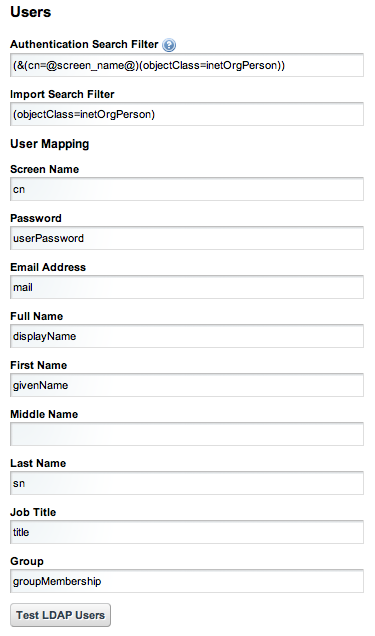 Users
Authentication Search Filter ?
(&(cn=@screen_name@)(objectClass=inetOrgPerson))
Import Search Filter
(objectClass=inetOrgPerson)
User Mapping
Screen Name
cn
Password
userPassword
Email Address
mail
Full Name
displayName
First Name
givenName
Middle Name
Last Name
sn
Job Title
title
Group
groupMembership
Test LDAP Users